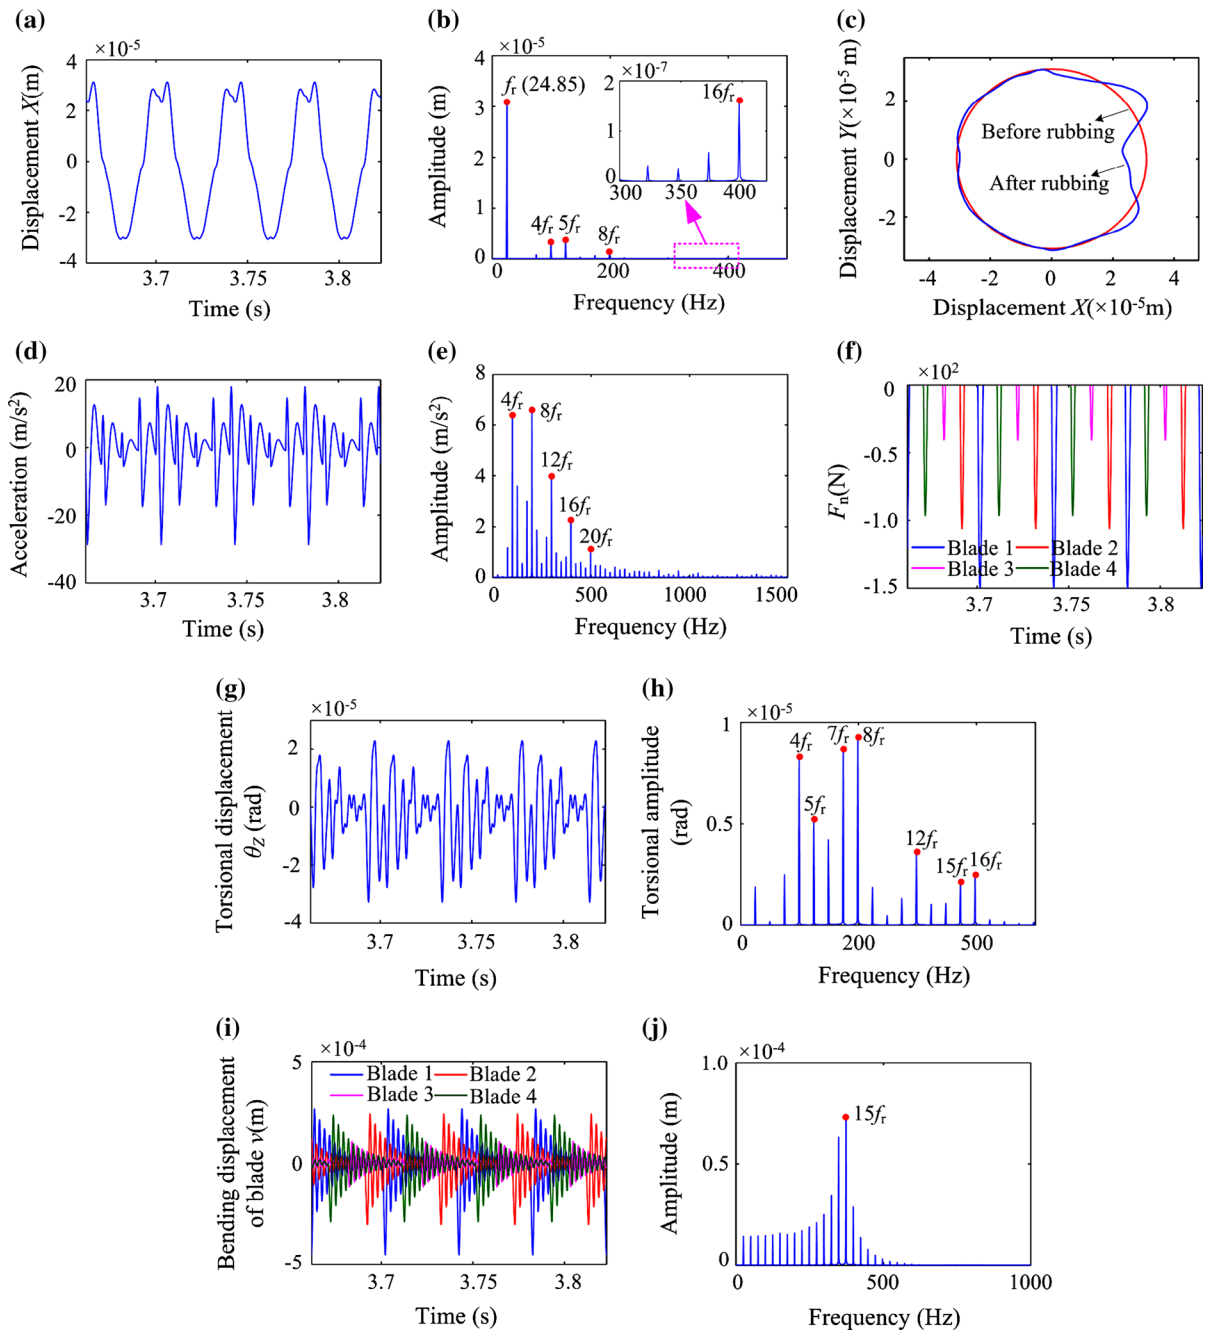 (a)
×10-5
Displacement X(m)
4
2
0
-2
-4
3.7
3.75
3.8
Time (s)
(b)
×10-5
Amplitude (m)
4
3
2
1
0
fr (24.85)
4fr
5fr
8fr
×10-7
2
1
0
16fr
300
350
400
200
400
Frequency (Hz)
(c)
Displacement Y(×10-5 m)
2
0
-2
Before rubbing
After rubbing
-4
-2
0
2
4
Displacement X(×10-5m)
(d)
Acceleration (m/s2)
20
0
-20
-40
3.7
3.75
3.8
Time (s)
(e)
Amplitude (m/s2)
8
6
4
2
0
4fr
8fr
12fr
16fr
20fr
0
500
1000
1500
Frequency (Hz)
(f)
×102
Fn(N)
0
-0.5
-1.0
-1.5
Blade 1
Blade 2
Blade 3
Blade 4
3.7
3.75
3.8
Time (s)
(g)
×10-5
Torsional displacement
θZ (rad)
2
0
-2
-4
3.7
3.75
3.8
Time (s)
(h)
×10-5
Torsional amplitude
(rad)
1
0.5
0
4fr
5fr
7fr
8fr
12fr
15fr
16fr
0
200
500
Frequency (Hz)
(i)
×10-4
Bending displacement
of blade v(m)
5
0
-5
Blade 1
Blade 2
Blade 3
Blade 4
3.7
3.75
3.8
Time (s)
(j)
×10-4
Amplitude (m)
1.0
0.5
0
15fr
0
500
1000
Frequency (Hz)